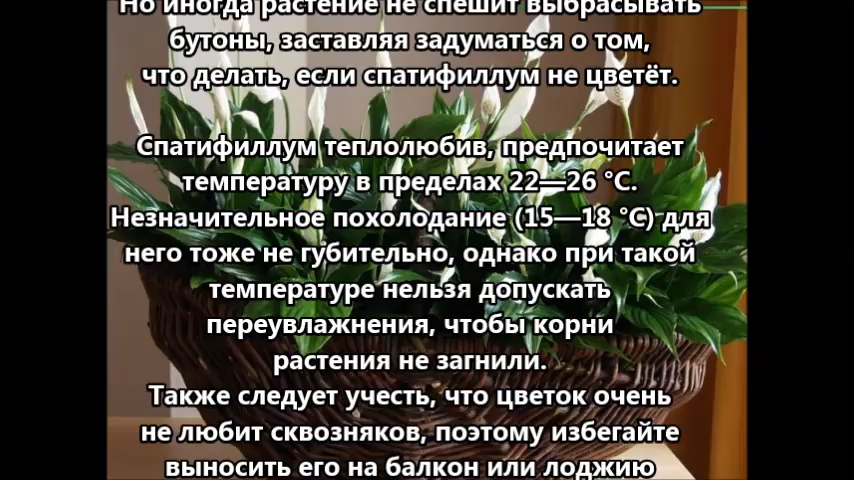 Но иногда растение не спешит выбрасывать
бутоны, заставляя задуматься о том,
что делать, если спатифиллум не цветёт.
Спатифиллум теплолюбив, предпочитает
температуру в пределах 22—26 °C.
Незначительное похолодание (15—18 °C) для
него тоже не губительно, однако при такой
температуре нельзя допускать
переувлажнения, чтобы корни
растения не загнили.
Также следует учесть, что цветок очень
не любит сквозняков, поэтому избегайте
выносить его на балкон или лоджию